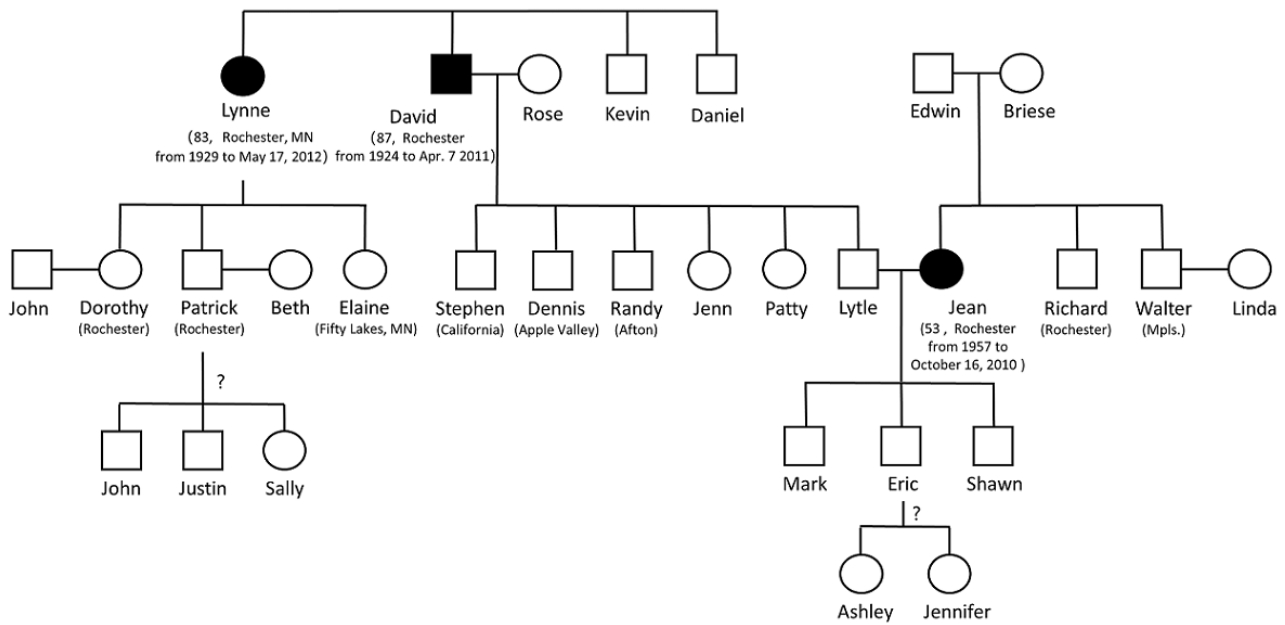 Lynne
(83, Rochester, MN
from 1929 to May 17, 2012)
David
(87, Rochester
from 1924 to Apr. 7 2011)
Rose
Kevin
Daniel
Edwin
Briese
John
Dorothy
(Rochester)
Patrick
(Rochester)
Beth
Elaine
(Fifty Lakes, MN)
Stephen
(California)
Dennis
(Apple Valley)
Randy
(Afton)
Jenn
Patty
Lytle
Jean
(53 , Rochester
from 1957 to
October 16, 2010 )
Richard
(Rochester)
Walter
(Mpls.)
Linda
?
John
Justin
Sally
Mark
Eric
Shawn
?
Ashley
Jennifer